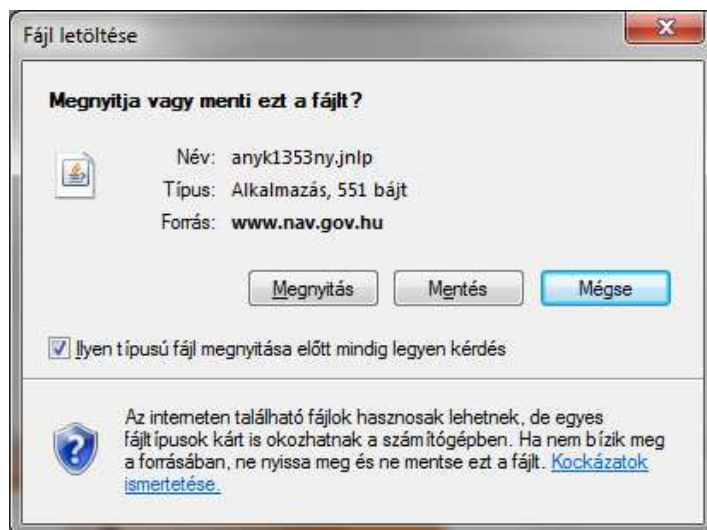 Fájl letöltése
Megnyitja vagy menti ezt a fájlt?
Név: anyk1353ny.jnlp
Típus: Alkalmazás, 551 bájt
Forrás: www.nav.gov.hu
Megnyitás Mentés Mégse
Ilyen típusú fájl megnyitása előtt mindig legyen kérdés
Az interneten található fájlok hasznosak lehetnek, de egyes
fájltípusok kárt is okozhatnak a számítógépben. Ha nem bízik meg
a forrásában, ne nyissa meg és ne mentse ezt a fájlt. Kockázatok
ismertetése.